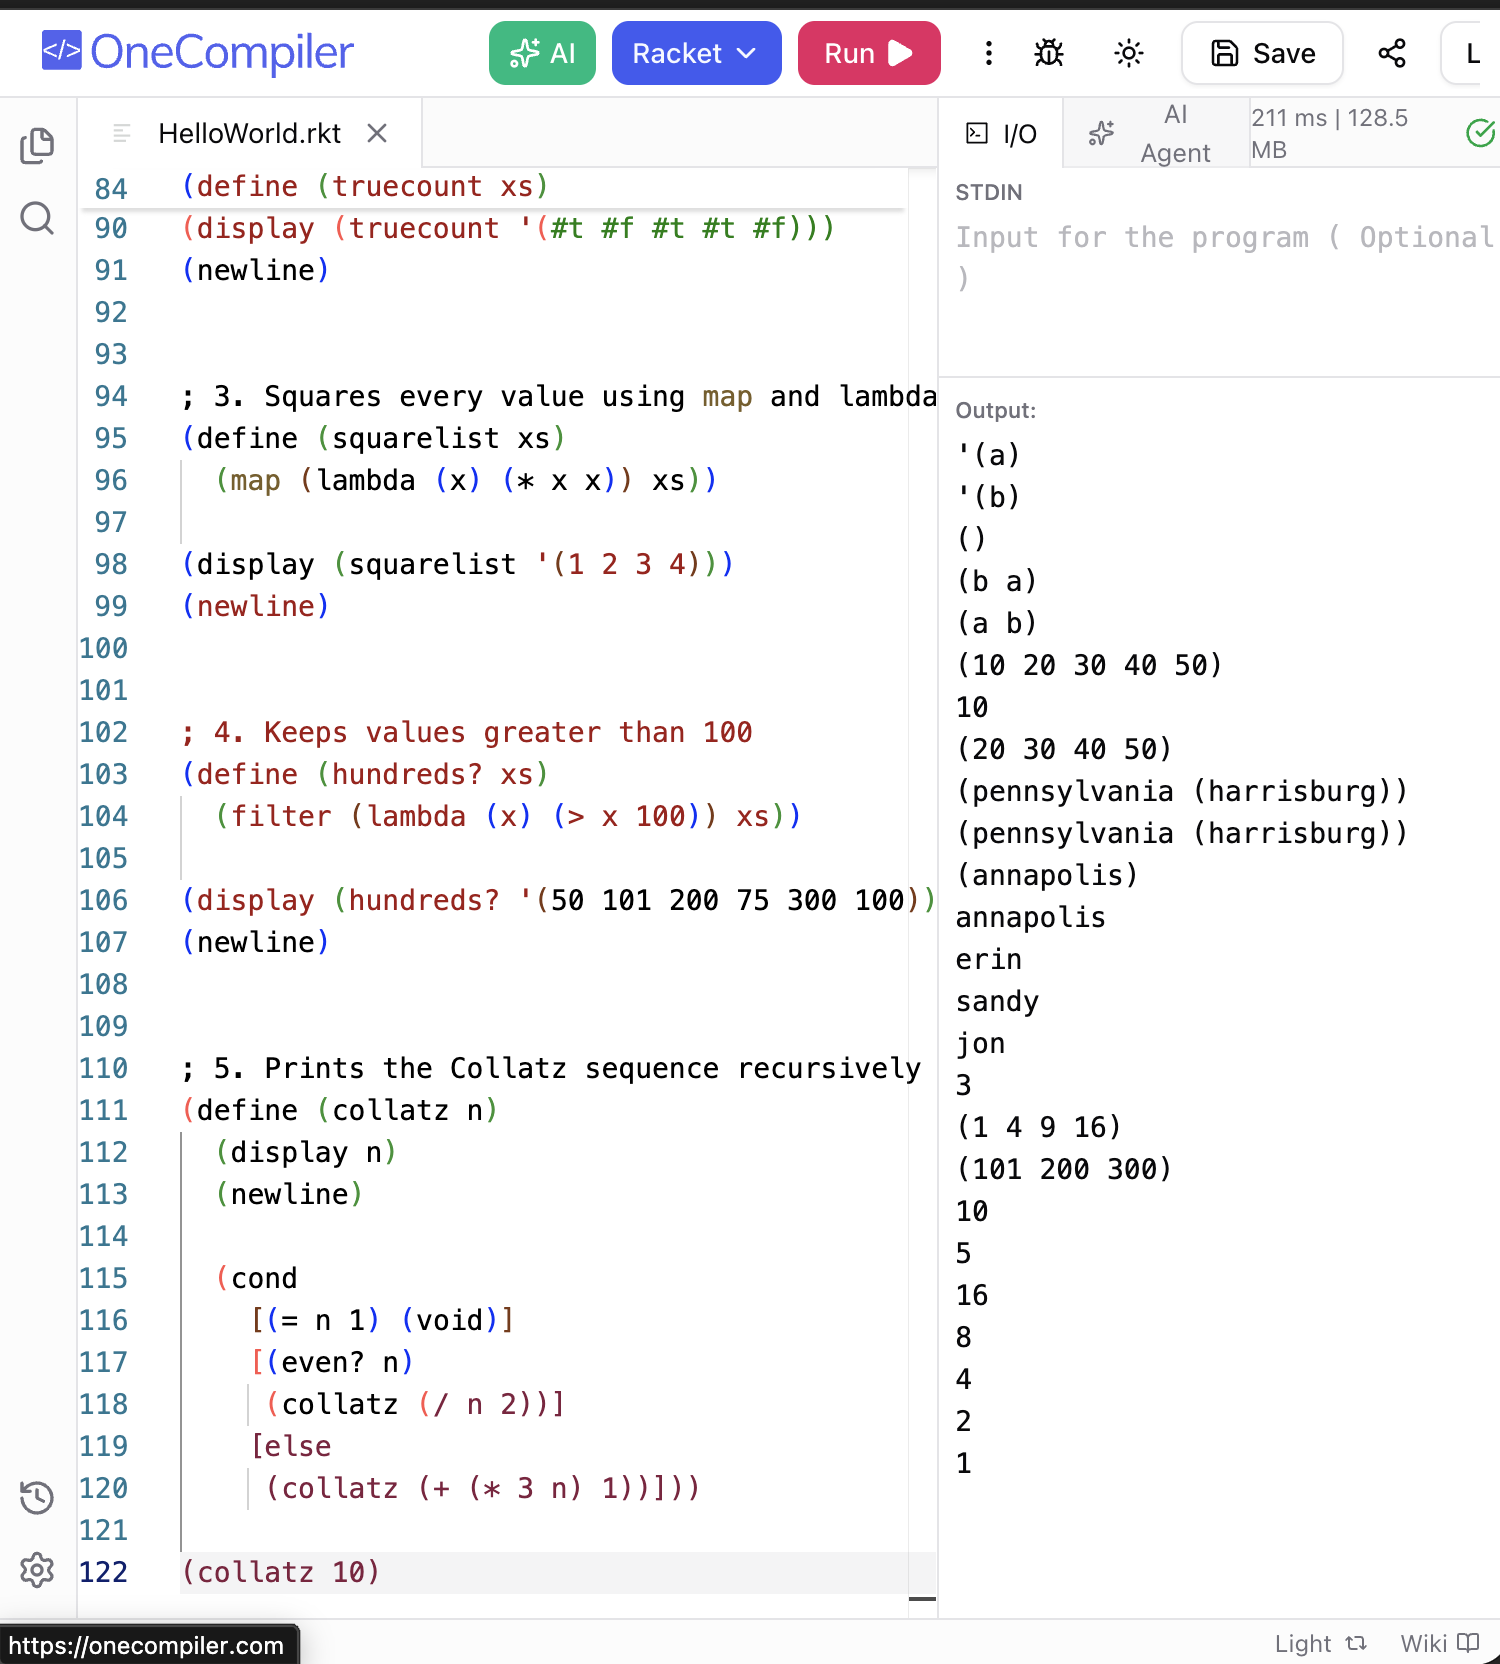 </> OneCompiler
AI
Racket
Run
Save
L
HelloWorld.rkt
84 (define (truecount xs)
90 (display (truecount '(#t #f #t #t #f)))
91 (newline)
92
93
94 ; 3. Squares every value using map and lambda
95 (define (squarelist xs)
96   (map (lambda (x) (* x x)) xs))
97
98 (display (squarelist '(1 2 3 4)))
99 (newline)
100
101
102 ; 4. Keeps values greater than 100
103 (define (hundreds? xs)
104   (filter (lambda (x) (> x 100)) xs))
105
106 (display (hundreds? '(50 101 200 75 300 100))
107 (newline)
108
109
110 ; 5. Prints the Collatz sequence recursively
111 (define (collatz n)
112   (display n)
113   (newline)
114
115   (cond
116     [(= n 1) (void)]
117     [(even? n)
118      (collatz (/ n 2))]
119     [else
120      (collatz (+ (* 3 n) 1))]))
121
122 (collatz 10)
I/O
AI
Agent
211 ms | 128.5
MB
STDIN
Input for the program ( Optional
)
Output:
'(a)
'(b)
()
(b a)
(a b)
(10 20 30 40 50)
10
(20 30 40 50)
(pennsylvania (harrisburg))
(pennsylvania (harrisburg))
(annapolis)
annapolis
erin
sandy
jon
3
(1 4 9 16)
(101 200 300)
10
5
16
8
4
2
1
https://onecompiler.com
Light
Wiki